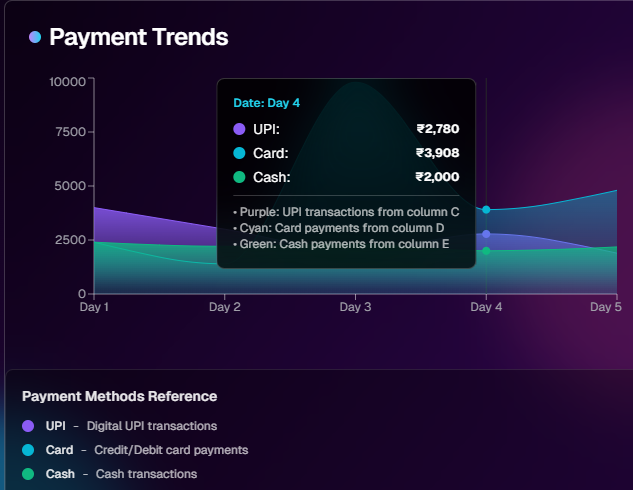 Payment Trends
10000
7500
5000
2500
0
Date: Day 4
UPI: ₹2,780
Card: ₹3,908
Cash: ₹2,000
• Purple: UPI transactions from column C
• Cyan: Card payments from column D
• Green: Cash payments from column E
Day 1 Day 2 Day 3 Day 4 Day 5
Payment Methods Reference
UPI - Digital UPI transactions
Card - Credit/Debit card payments
Cash - Cash transactions